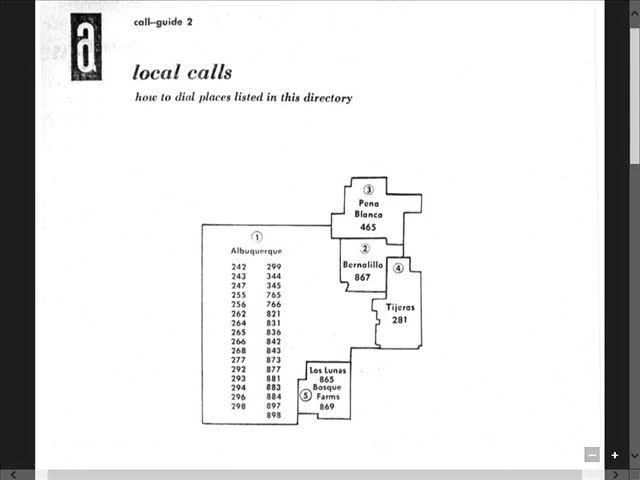 call—guide 2
a
local calls
how to dial places listed in this directory
3
Pena
Blanca
465
1
Albuquerque
2
Bernalillo
867
4
Tijeras
281
242 299
243 344
247 345
255 765
256 766
262 821
264 831
265 836
266 842
268 843
277 873
292 877
293 881
294 883
296 884
298 897
898
Los Lunas
865
5
Bosque
Farms
869